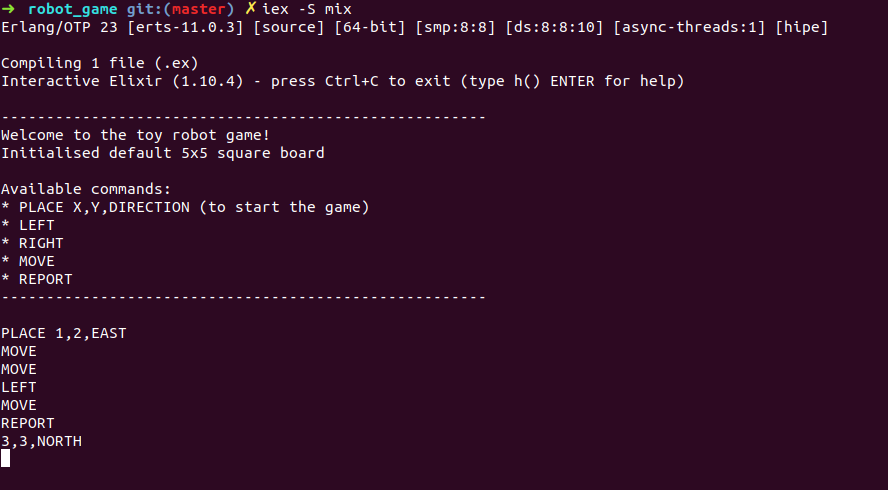 ➜ robot_game git:(master) ✗ iex -S mix
Erlang/OTP 23 [erts-11.0.3] [source] [64-bit] [smp:8:8] [ds:8:8:10] [async-threads:1] [hipe]
Compiling 1 file (.ex)
Interactive Elixir (1.10.4) - press Ctrl+C to exit (type h() ENTER for help)
------------------------------------------------------
Welcome to the toy robot game!
Initialised default 5x5 square board
Available commands:
* PLACE X,Y,DIRECTION (to start the game)
* LEFT
* RIGHT
* MOVE
* REPORT
------------------------------------------------------
PLACE 1,2,EAST
MOVE
MOVE
LEFT
MOVE
REPORT
3,3,NORTH